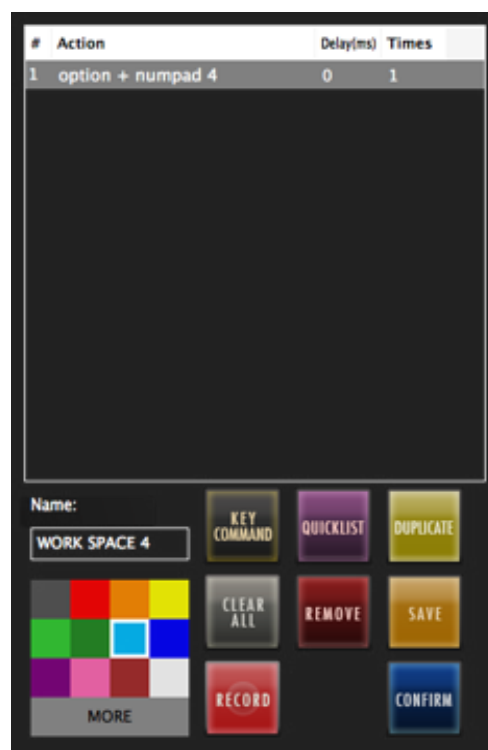 # Action Delay(ms) Times
1 option + numpad 4 0 1
Name:
WORK SPACE 4
KEY
COMMAND
QUICKLIST
DUPLICATE
CLEAR
ALL
REMOVE
SAVE
MORE
RECORD
CONFIRM